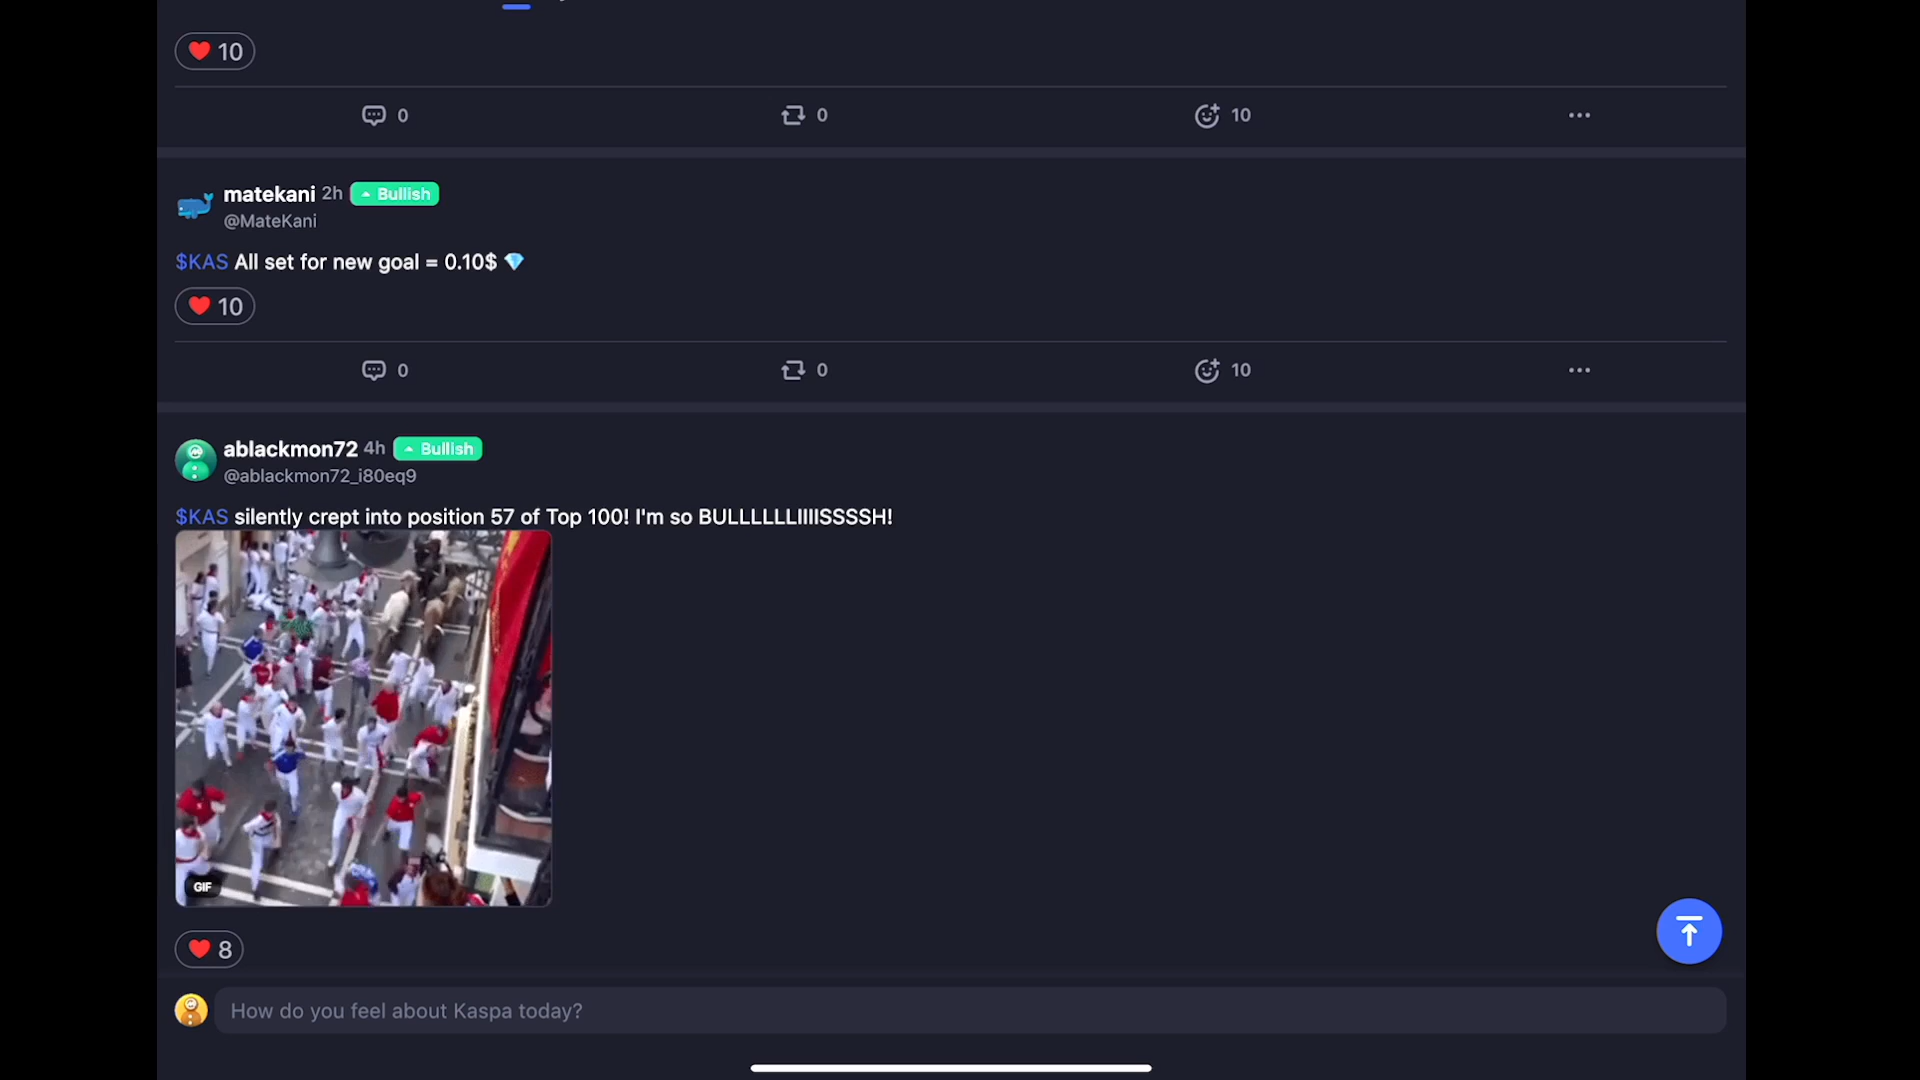 10
0 0 10
matekani 2h Bullish
@MateKani
$KAS All set for new goal = 0.10$
10
0 0 10
ablackmon72 4h Bullish
@ablackmon72_i80eq9
$KAS silently crept into position 57 of Top 100! I'm so BULLLLLLIIIISSSSH!
GIF
8
How do you feel about Kaspa today?